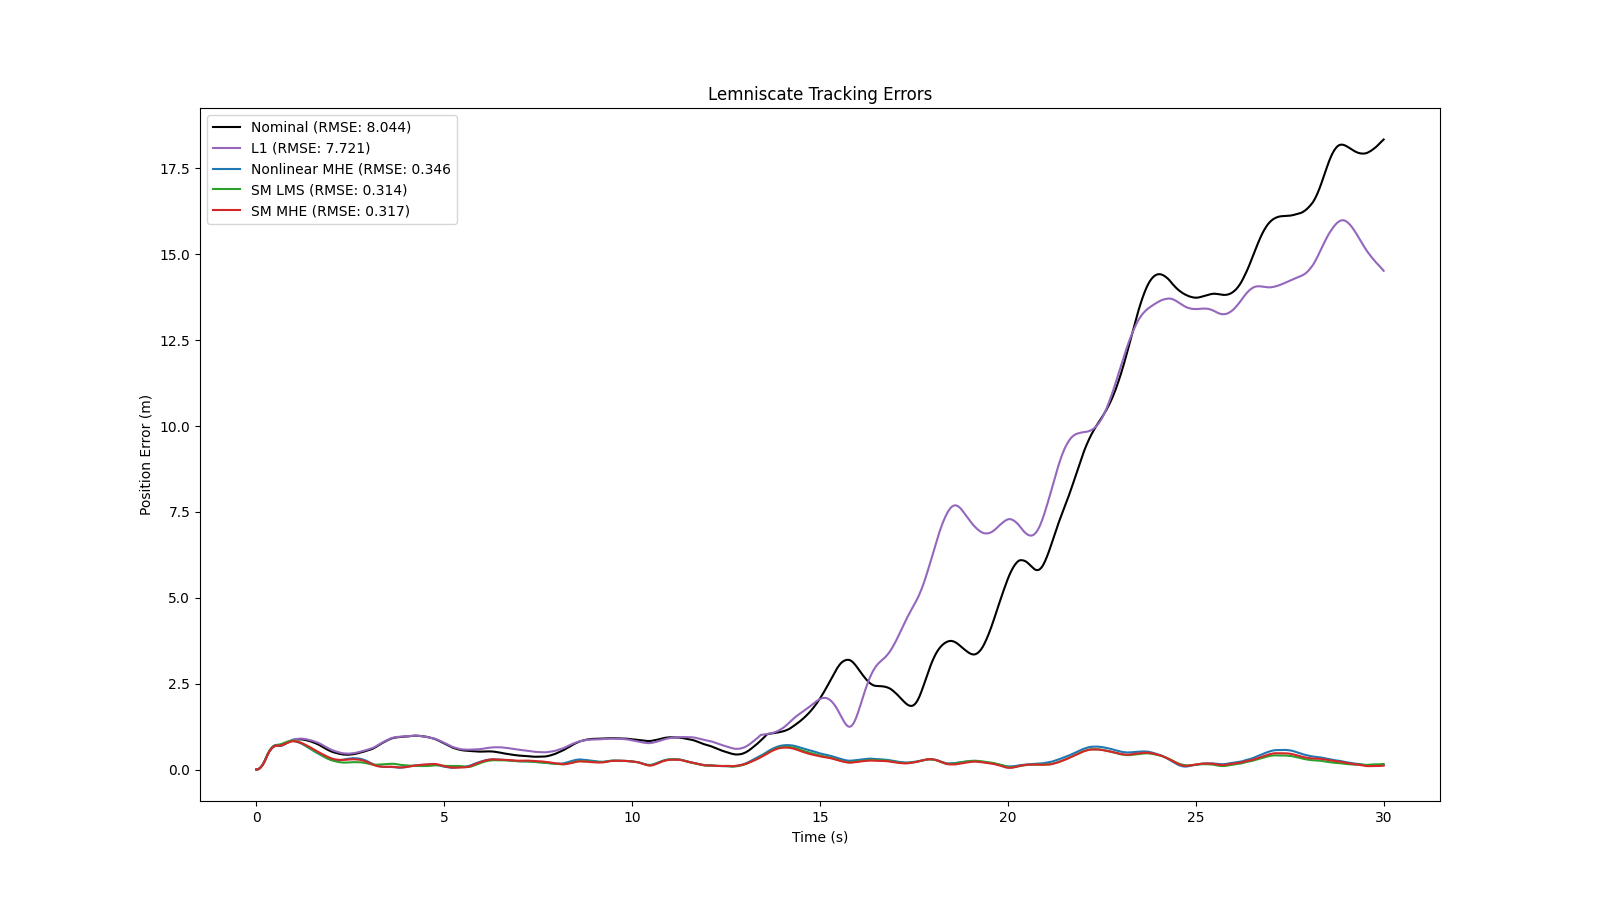 Lemniscate Tracking Errors
Nominal (RMSE: 8.044)
L1 (RMSE: 7.721)
Nonlinear MHE (RMSE: 0.346
SM LMS (RMSE: 0.314)
SM MHE (RMSE: 0.317)
17.5
15.0
12.5
10.0
7.5
5.0
2.5
0.0
Position Error (m)
0 5 10 15 20 25 30
Time (s)